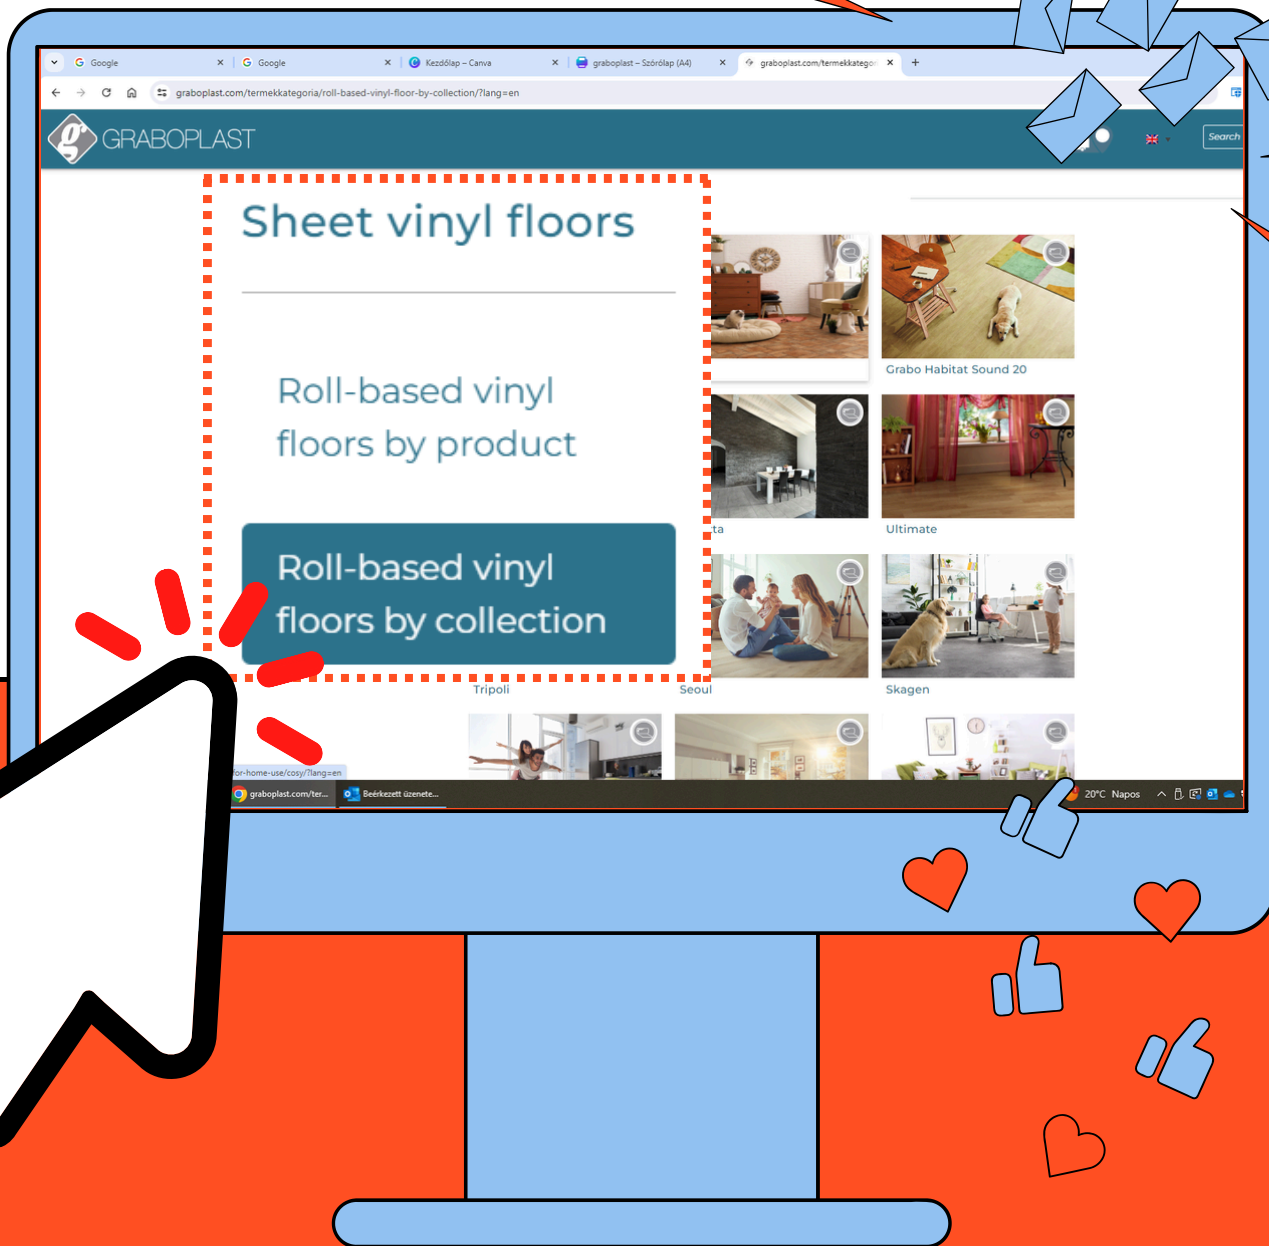 Google
Google
Kezdőlap – Canva
graboplast – Szórólap (A4)
graboplast.com/termekkategor
graboplast.com/termekkategoria/roll-based-vinyl-floor-by-collection/?lang=en
g GRABOPLAST
Search
Sheet vinyl floors
Roll-based vinyl
floors by product
Roll-based vinyl
floors by collection
Grabo Habitat Sound 20
ta
Ultimate
Tripoli
Seoul
Skagen
for-home-use/cosy/?lang=en
graboplast.com/ter...
Beérkezett üzenete...
20°C Napos